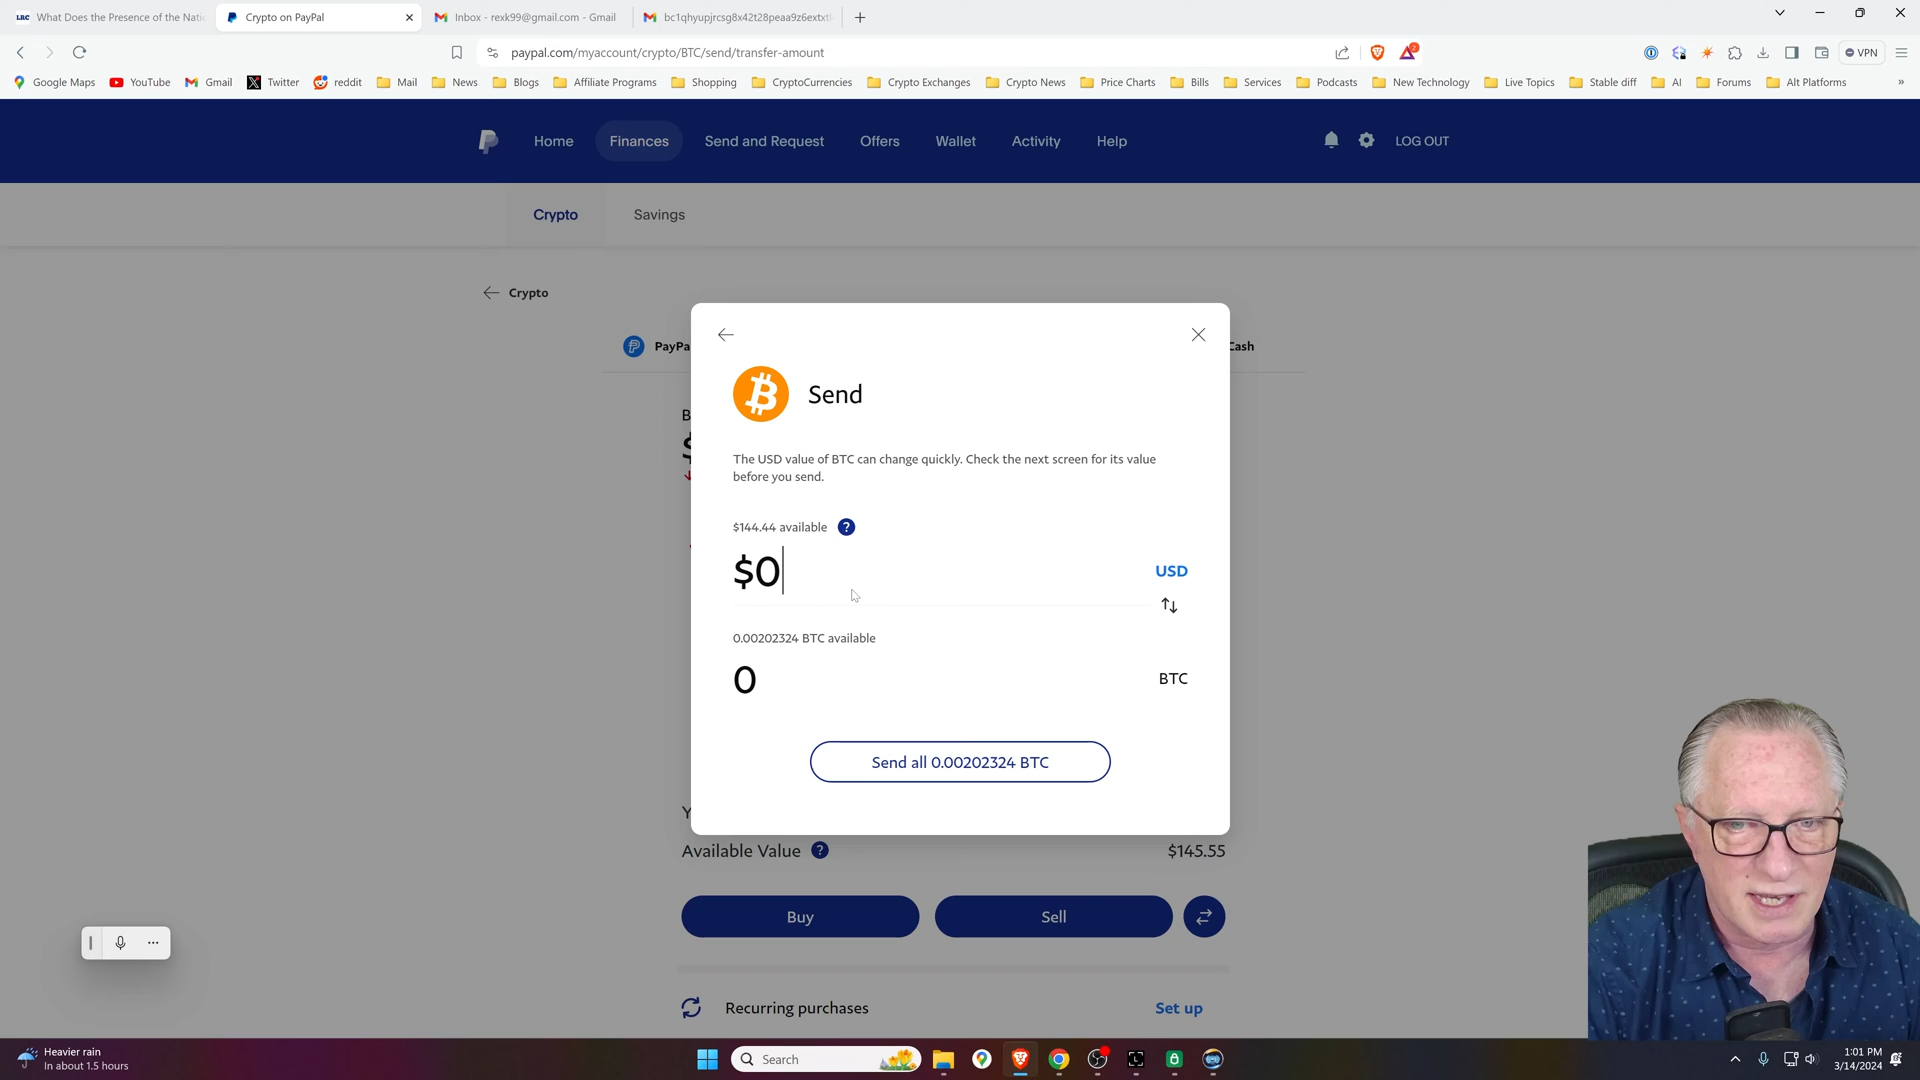 LRC What Does the Presence of the Nati
Crypto on PayPal
Inbox - rexk99@gmail.com - Gmail
bc1qhyupjrcsg8x42t28peaa9z6extxt
paypal.com/myaccount/crypto/BTC/send/transfer-amount
2
VPN
Google Maps
YouTube
Gmail
Twitter
reddit
Mail
News
Blogs
Affiliate Programs
Shopping
CryptoCurrencies
Crypto Exchanges
Crypto News
Price Charts
Bills
Services
Podcasts
New Technology
Live Topics
Stable diff
AI
Forums
Alt Platforms
»
Home
Finances
Send and Request
Offers
Wallet
Activity
Help
LOG OUT
Crypto
Savings
Crypto
PayPa
Cash
B
$
Send
The USD value of BTC can change quickly. Check the next screen for its value
before you send.
$144.44 available ?
$0
USD
0.00202324 BTC available
0
BTC
Send all 0.00202324 BTC
Y
Available Value ?
$145.55
Buy
Sell
Recurring purchases
Set up
Heavier rain
In about 1.5 hours
Search
1:01 PM
3/14/2024